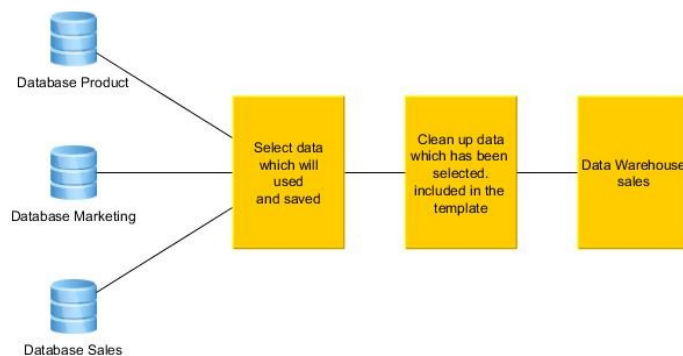 Database Product
Database Marketing
Database Sales
Select data
which will
used
and saved
Clean up data
which has been
selected.
included in the
template
Data Warehouse
sales